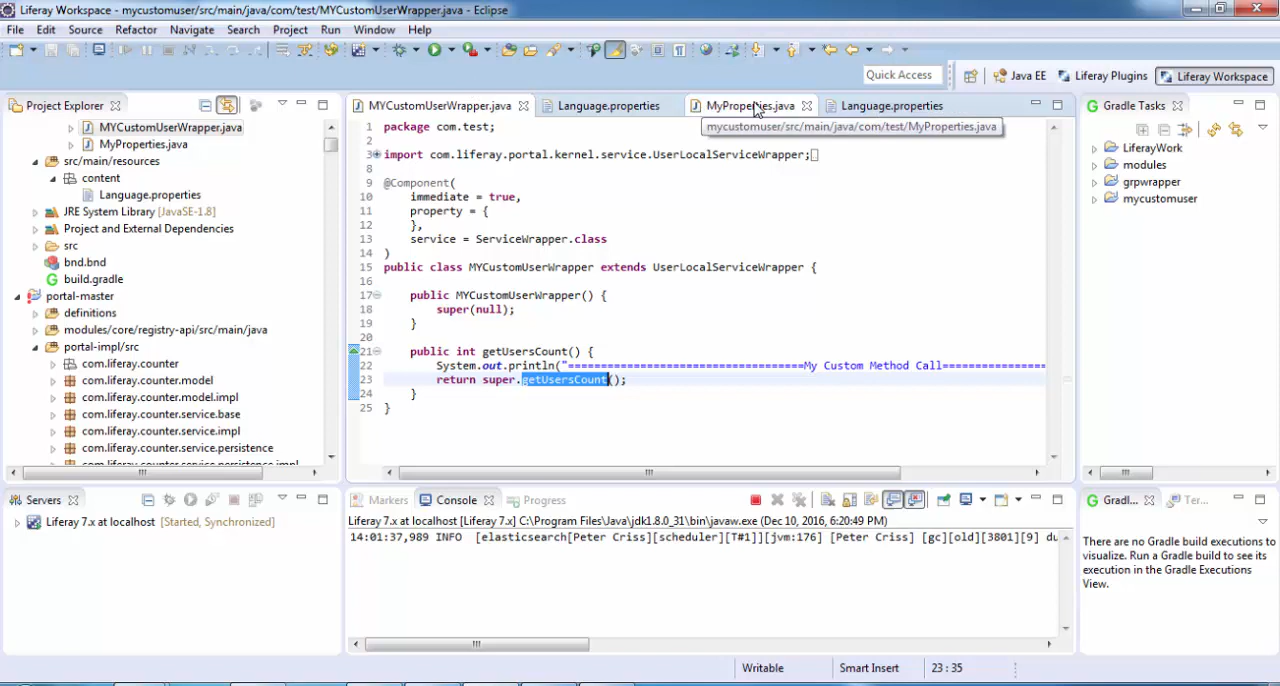 Liferay Workspace - mycustomuser/src/main/java/com/test/MYCustomUserWrapper.java - Eclipse
File Edit Source Refactor Navigate Search Project Run Window Help
Quick Access
Java EE
Liferay Plugins
Liferay Workspace
Project Explorer
MYCustomUserWrapper.java
MyProperties.java
src/main/resources
content
Language.properties
JRE System Library [JavaSE-1.8]
Project and External Dependencies
src
bnd.bnd
build.gradle
portal-master
definitions
modules/core/registry-api/src/main/java
portal-impl/src
com.liferay.counter
com.liferay.counter.model
com.liferay.counter.model.impl
com.liferay.counter.service.base
com.liferay.counter.service.impl
com.liferay.counter.service.persistence
com.liferay.counter.service.persistence.impl
MYCustomUserWrapper.java
Language.properties
MyProperties.java
Language.properties
mycustomuser/src/main/java/com/test/MyProperties.java
1 package com.test;
2
3 import com.liferay.portal.kernel.service.UserLocalServiceWrapper;
8
9 @Component(
10 immediate = true,
11 property = {
12 },
13 service = ServiceWrapper.class
14 )
15 public class MYCustomUserWrapper extends UserLocalServiceWrapper {
16
17 public MYCustomUserWrapper() {
18 super(null);
19 }
20
21 public int getUsersCount() {
22 System.out.println("====================================My Custom Method Call================
23 return super.getUsersCount();
24 }
25 }
Gradle Tasks
LiferayWork
modules
grpwrapper
mycustomuser
Servers
Liferay 7.x at localhost [Started, Synchronized]
Markers
Console
Progress
Liferay 7.x at localhost [Liferay 7.x] C:\Program Files\Java\jdk1.8.0_31\bin\javaw.exe (Dec 10, 2016, 6:20:49 PM)
14:01:37,989 INFO [elasticsearch[Peter Criss][scheduler][T#1]][jvm:176] [Peter Criss] [gc][old][3801][9] du
Gradl...
Ter...
There are no Gradle build executions to
visualize. Run a Gradle build to see its
execution in the Gradle Executions
View.
Writable
Smart Insert
23 : 35